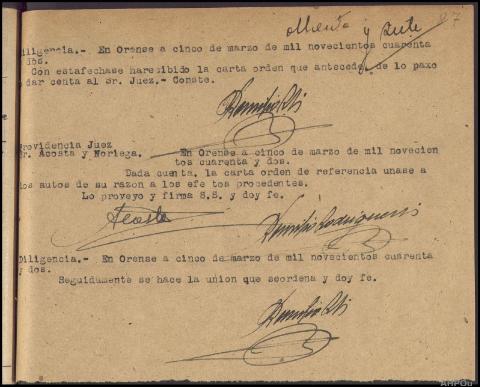 ochenta y siete 87
Diligencia.- En Orense a cinco de marzo de mil novecientos cuarenta
y dos.
Con estafechase harecibido la carta orden que antecede, de lo paxo
a dar centa al Sr. Juez.- Conste.
Providencia Juez
Sr. Acosta y Noriega. En Orense a cinco de marzo de mil novecien
tos cuarenta y dos.
Dada cuenta, la carta orden de referencia unase a
los autos de su razon a los efe tos procedentes.
Lo proveyo y firma S.S. y doy fe.
Acosta
Diligencia.- En Orense a cinco de marzo de mil novecientos cuarenta
y dos.
Seguidamente se hace la union que seordena y doy fe.
AHPOu